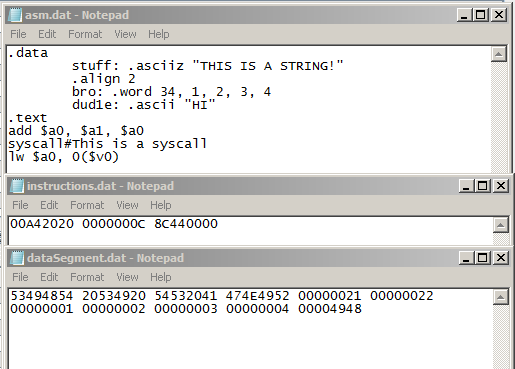 asm.dat - Notepad
File Edit Format View Help
.data
stuff: .asciiz "THIS IS A STRING!"
.align 2
bro: .word 34, 1, 2, 3, 4
dud1e: .ascii "HI"
.text
add $a0, $a1, $a0
syscall#This is a syscall
lw $a0, 0($v0)
instructions.dat - Notepad
File Edit Format View Help
00A42020 0000000C 8C440000
dataSegment.dat - Notepad
File Edit Format View Help
53494854 20534920 54532041 474E4952 00000021 00000022
00000001 00000002 00000003 00000004 00004948